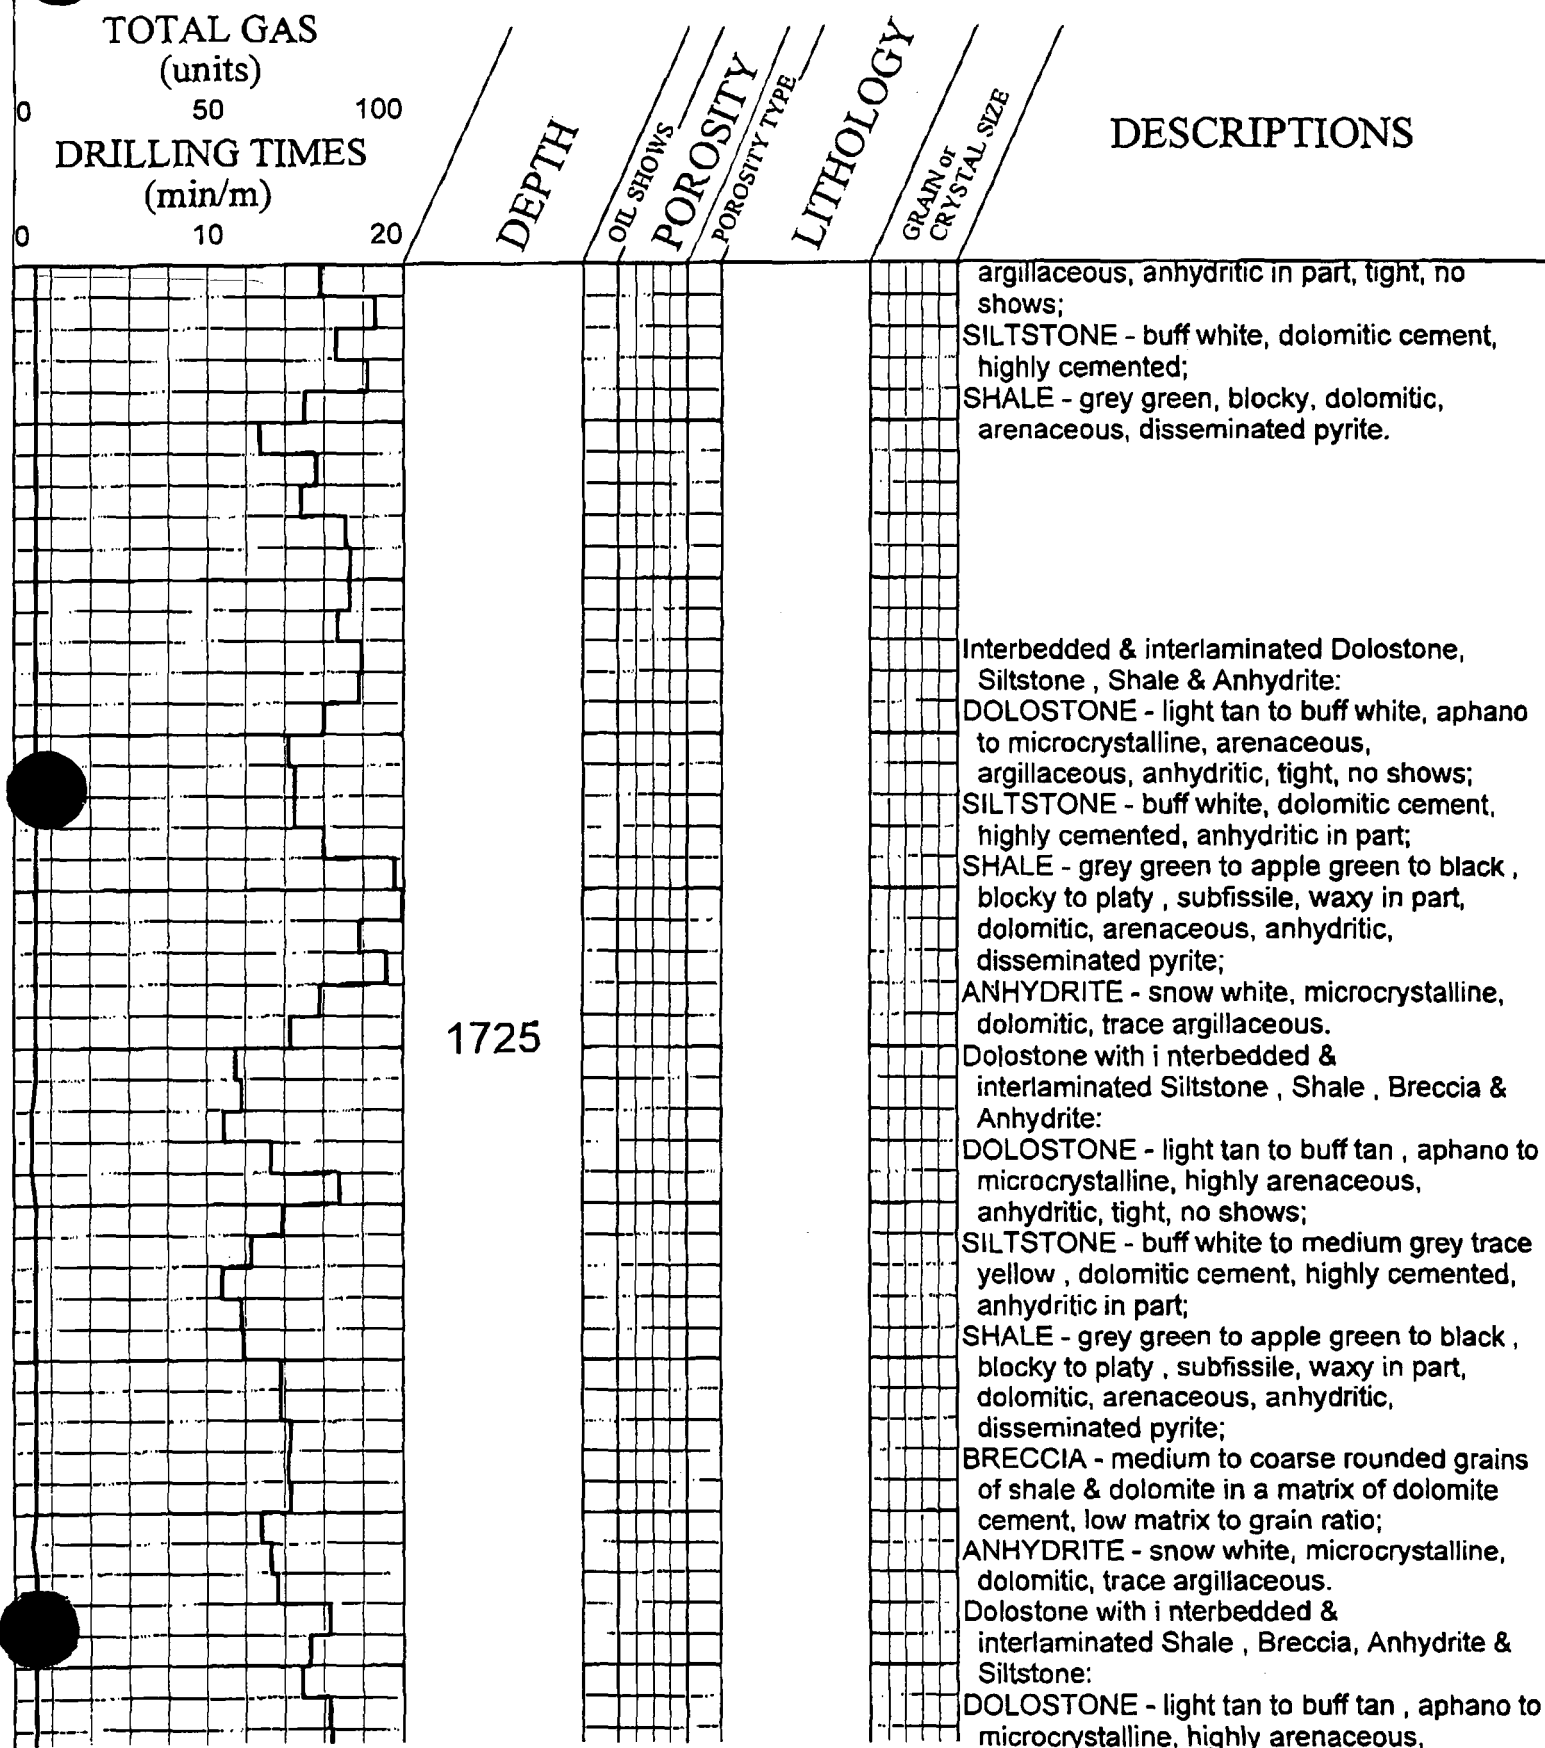 TOTAL GAS
(units)
0 50 100
DRILLING TIMES
(min/m)
0 10 20
DEPTH
OIL SHOWS
POROSITY
POROSITY TYPE
LITHOLOGY
GRAIN or
CRYSTAL SIZE
DESCRIPTIONS
argillaceous, anhydritic in part, tight, no
shows;
SILTSTONE - buff white, dolomitic cement,
highly cemented;
SHALE - grey green, blocky, dolomitic,
arenaceous, disseminated pyrite.
Interbedded & interlaminated Dolostone,
Siltstone , Shale & Anhydrite:
DOLOSTONE - light tan to buff white, aphano
to microcrystalline, arenaceous,
argillaceous, anhydritic, tight, no shows;
SILTSTONE - buff white, dolomitic cement,
highly cemented, anhydritic in part;
SHALE - grey green to apple green to black ,
blocky to platy , subfissile, waxy in part,
dolomitic, arenaceous, anhydritic,
disseminated pyrite;
ANHYDRITE - snow white, microcrystalline,
dolomitic, trace argillaceous.
1725
Dolostone with i nterbedded &
interlaminated Siltstone , Shale , Breccia &
Anhydrite:
DOLOSTONE - light tan to buff tan , aphano to
microcrystalline, highly arenaceous,
anhydritic, tight, no shows;
SILTSTONE - buff white to medium grey trace
yellow , dolomitic cement, highly cemented,
anhydritic in part;
SHALE - grey green to apple green to black ,
blocky to platy , subfissile, waxy in part,
dolomitic, arenaceous, anhydritic,
disseminated pyrite;
BRECCIA - medium to coarse rounded grains
of shale & dolomite in a matrix of dolomite
cement, low matrix to grain ratio;
ANHYDRITE - snow white, microcrystalline,
dolomitic, trace argillaceous.
Dolostone with i nterbedded &
interlaminated Shale , Breccia, Anhydrite &
Siltstone:
DOLOSTONE - light tan to buff tan , aphano to
microcrystalline, highly arenaceous,